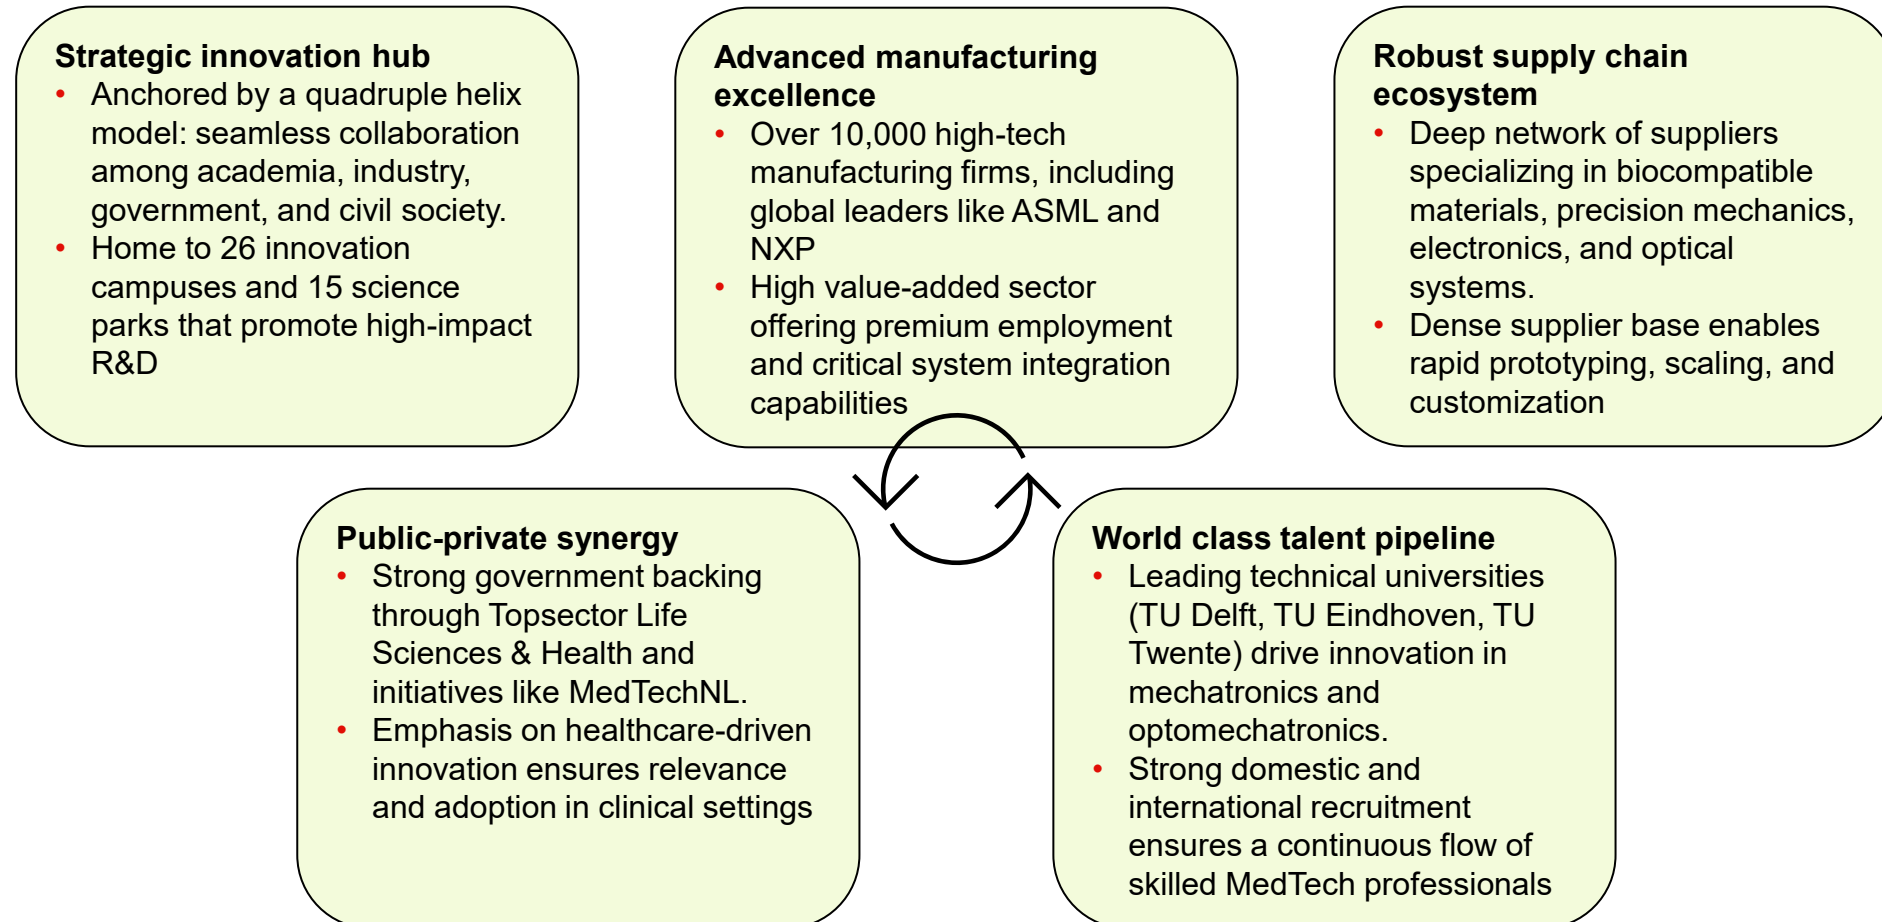 Strategic innovation hub
• Anchored by a quadruple helix
model: seamless collaboration
among academia, industry,
government, and civil society.
• Home to 26 innovation
campuses and 15 science
parks that promote high-impact
R&D
Advanced manufacturing
excellence
• Over 10,000 high-tech
manufacturing firms, including
global leaders like ASML and
NXP
• High value-added sector
offering premium employment
and critical system integration
capabilities
Robust supply chain
ecosystem
• Deep network of suppliers
specializing in biocompatible
materials, precision mechanics,
electronics, and optical
systems.
• Dense supplier base enables
rapid prototyping, scaling, and
customization
Public-private synergy
• Strong government backing
through Topsector Life
Sciences & Health and
initiatives like MedTechNL.
• Emphasis on healthcare-driven
innovation ensures relevance
and adoption in clinical settings
World class talent pipeline
• Leading technical universities
(TU Delft, TU Eindhoven, TU
Twente) drive innovation in
mechatronics and
optomechatronics.
• Strong domestic and
international recruitment
ensures a continuous flow of
skilled MedTech professionals